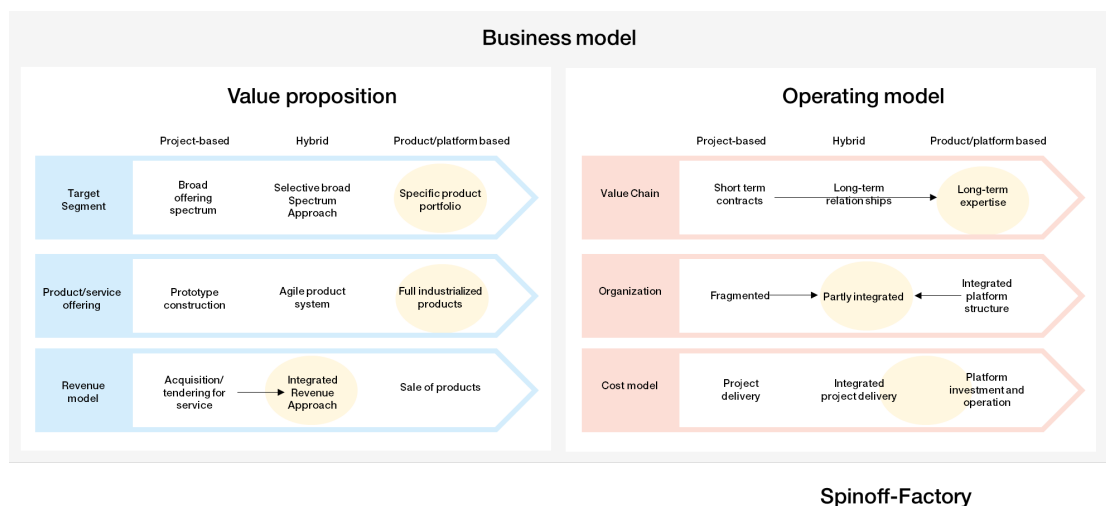 Business model
Value proposition
Project-based
Hybrid
Product/platform based
Target
Segment
Broad
offering
spectrum
Selective broad
Spectrum
Approach
Specific product
portfolio
Product/service
offering
Prototype
construction
Agile product
system
Full industrialized
products
Revenue
model
Acquisition/
tendering for
service
Integrated
Revenue
Approach
Sale of products
Operating model
Project-based
Hybrid
Product/platform based
Value Chain
Short term
contracts
Long-term
relation ships
Long-term
expertise
Organization
Fragmented
Partly integrated
Integrated
platform
structure
Cost model
Project
delivery
Integrated
project delivery
Platform
investment and
operation
Spinoff-Factory